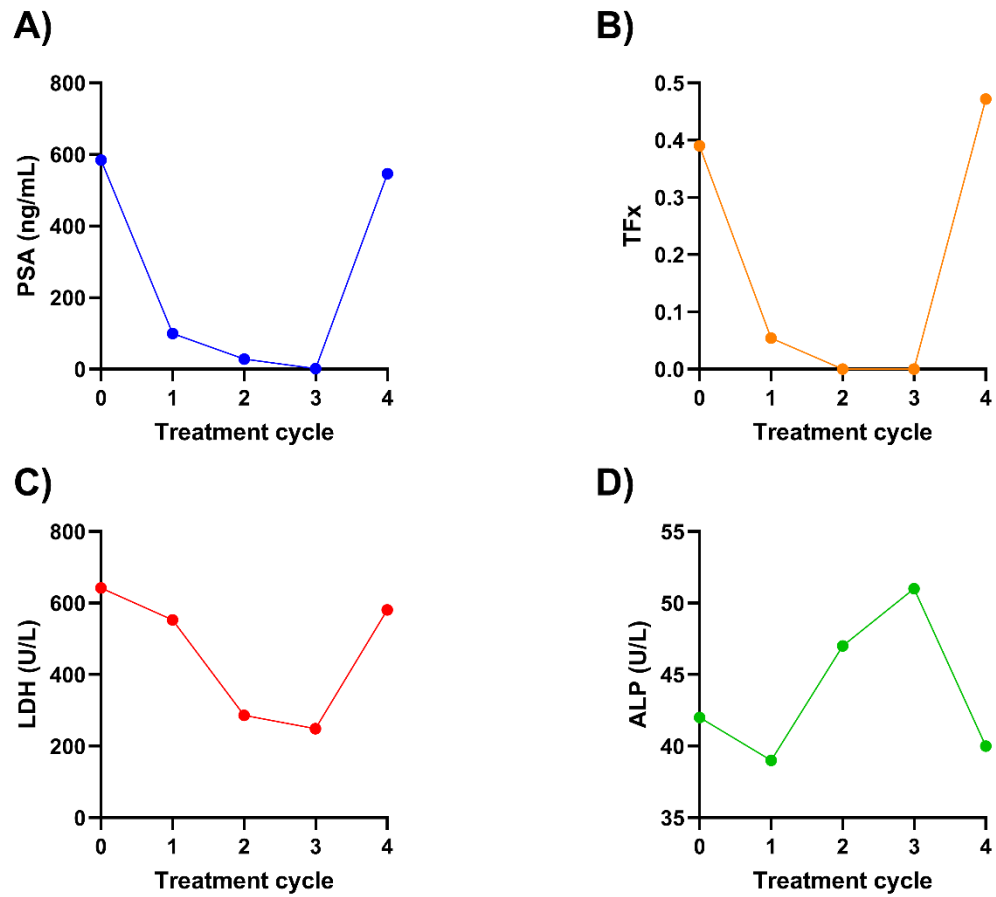 A)
800
600
400
200
0
PSA (ng/mL)
0 1 2 3 4
Treatment cycle
B)
0.5
0.4
0.3
0.2
0.1
0.0
TFx
0 1 2 3 4
Treatment cycle
C)
800
600
400
200
0
LDH (U/L)
0 1 2 3 4
Treatment cycle
D)
55
50
45
40
35
ALP (U/L)
0 1 2 3 4
Treatment cycle